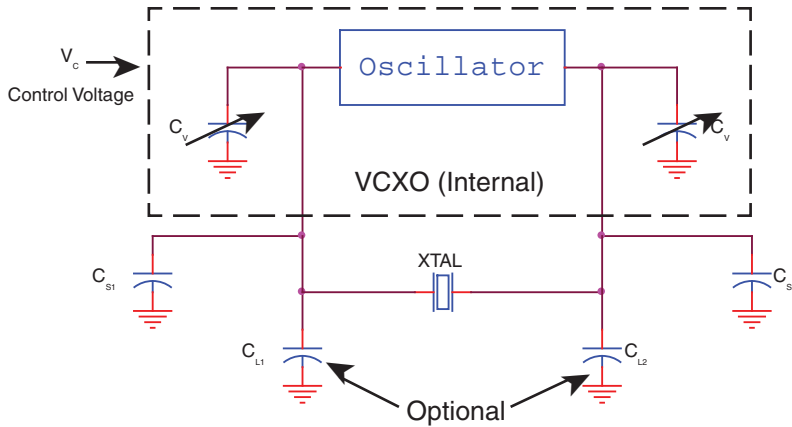 V_C
Control Voltage
Oscillator
C_V
C_V
VCXO (Internal)
C_S1
XTAL
C_S
C_L1
C_L2
Optional